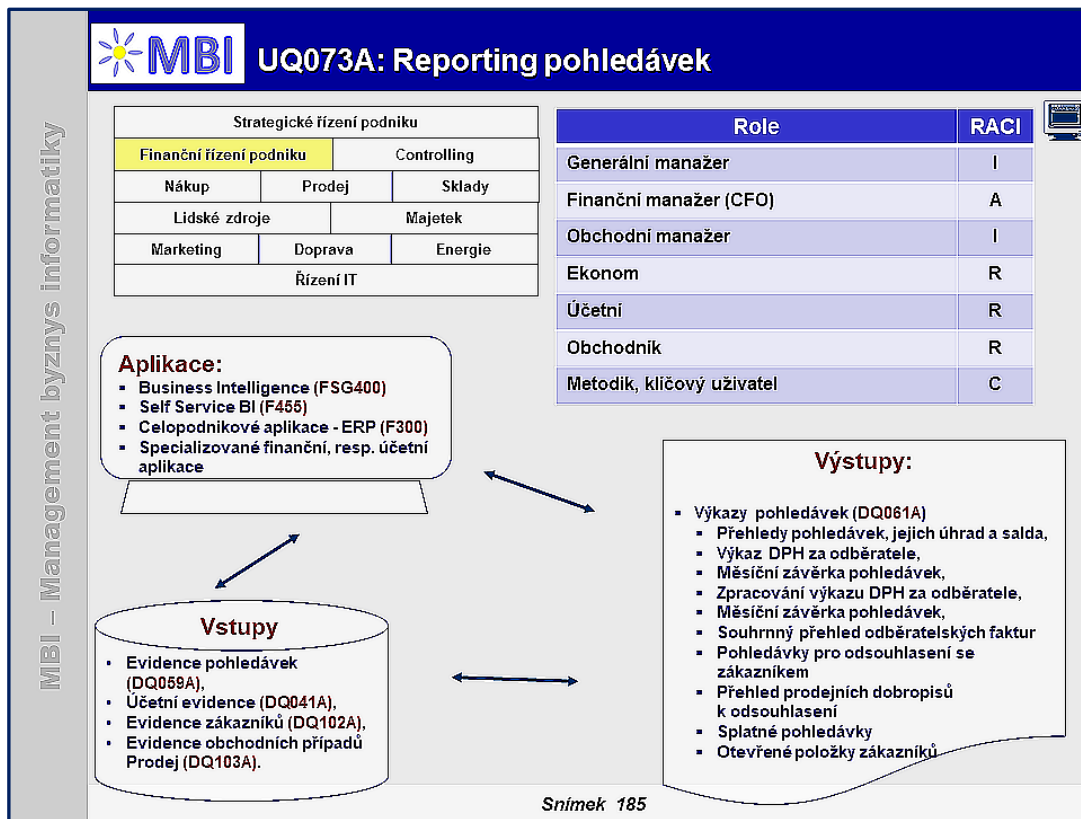 MBI
UQ073A: Reporting pohledávek
MBI – Management byznys informatiky
Strategické řízení podniku
Finanční řízení podniku
Controlling
Nákup
Prodej
Sklady
Lidské zdroje
Majetek
Marketing
Doprava
Energie
Řízení IT
Role RACI
Generální manažer I
Finanční manažer (CFO) A
Obchodní manažer I
Ekonom R
Účetní R
Obchodník R
Metodik, klíčový uživatel C
Aplikace:
▪ Business Intelligence (FSG400)
▪ Self Service BI (F455)
▪ Celopodnikové aplikace - ERP (F300)
▪ Specializované finanční, resp. účetní
aplikace
Vstupy
▪ Evidence pohledávek
(DQ059A),
▪ Účetní evidence (DQ041A),
▪ Evidence zákazníků (DQ102A),
▪ Evidence obchodních případů
Prodej (DQ103A).
Výstupy:
▪ Výkazy pohledávek (DQ061A)
▪ Přehledy pohledávek, jejich úhrad a salda,
▪ Výkaz DPH za odběratele,
▪ Měsíční závěrka pohledávek,
▪ Zpracování výkazu DPH za odběratele,
▪ Měsíční závěrka pohledávek,
▪ Souhrnný přehled odběratelských faktur
▪ Pohledávky pro odsouhlasení se
zákazníkem
▪ Přehled prodejních dobropisů
k odsouhlasení
▪ Splatné pohledávky
▪ Otevřené položky zákazníků
Snímek 185